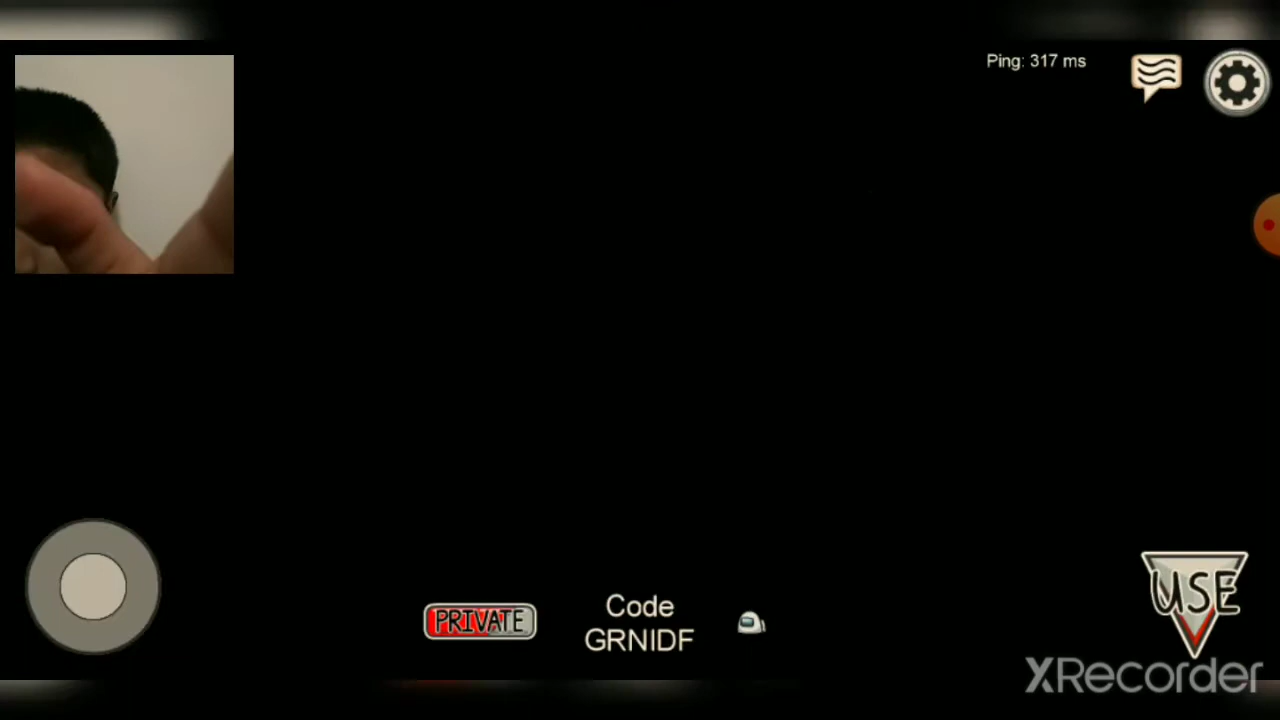 Ping: 317 ms
PRIVATE
Code
GRNIDF
USE
XRecorder